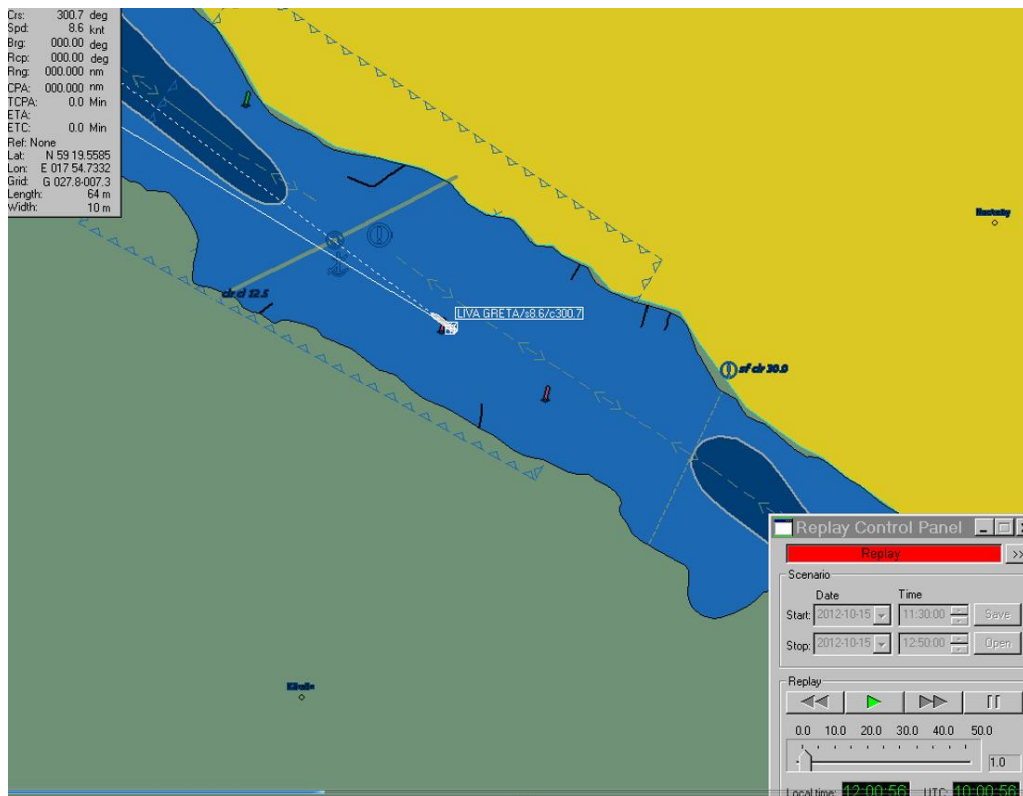 Crs: 300.7 deg
Spd: 8.6 knt
Brg: 000.00 deg
Rcp: 000.00 deg
Rng: 000.000 nm
CPA: 000.000 nm
TCPA: 0.0 Min
ETA:
ETC: 0.0 Min
Ref: None
Lat: N 59 19.5585
Lon: E 017 54.7332
Grid: G 027.8-007.3
Length: 64 m
Width: 10 m
clr cl 12.5
LIVA GRETA/s8.6/c300.7
sf clr 30.0
Replay Control Panel
Replay
>>
Scenario
Date Time
Start: 2012-10-15 11:30:00 Save
Stop: 2012-10-15 12:50:00 Open
Replay
0.0 10.0 20.0 30.0 40.0 50.0
1.0
Local time: 12:00:56 UTC: 10:00:56